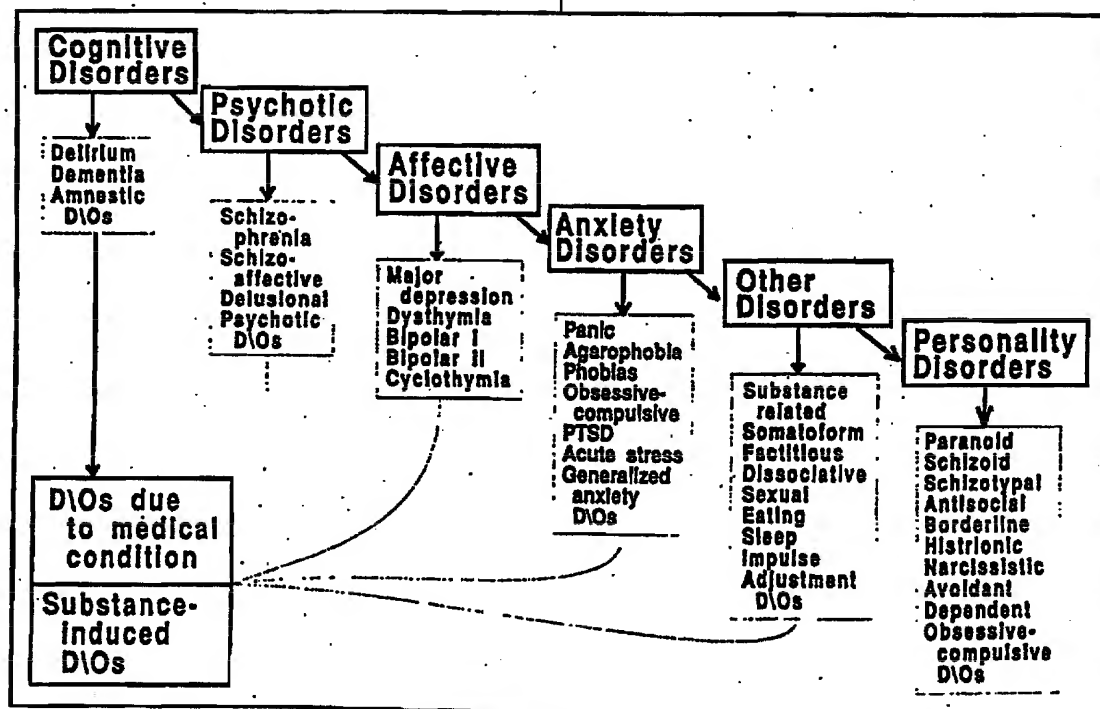 Cognitive
Disorders
Delirium
Dementia
Amnestic
D\Os
D\Os due
to medical
condition
Substance-
induced
D\Os
Psychotic
Disorders
Schizo-
phrenia
Schizo-
affective
Delusional
Psychotic
D\Os
Affective
Disorders
Major
depression
Dysthymia
Bipolar I
Bipolar II
Cyclothymia
Anxiety
Disorders
Panic
Agarophobia
Phobias
Obsessive-
compulsive
PTSD
Acute stress
Generalized
anxiety
D\Os
Other
Disorders
Substance
related
Somatoform
Factitious
Dissociative
Sexual
Eating
Sleep
Impulse
Adjustment
D\Os
Personality
Disorders
Paranoid
Schizoid
Schizotypal
Antisocial
Borderline
Histrionic
Narcissistic
Avoidant
Dependent
Obsessive-
compulsive
D\Os